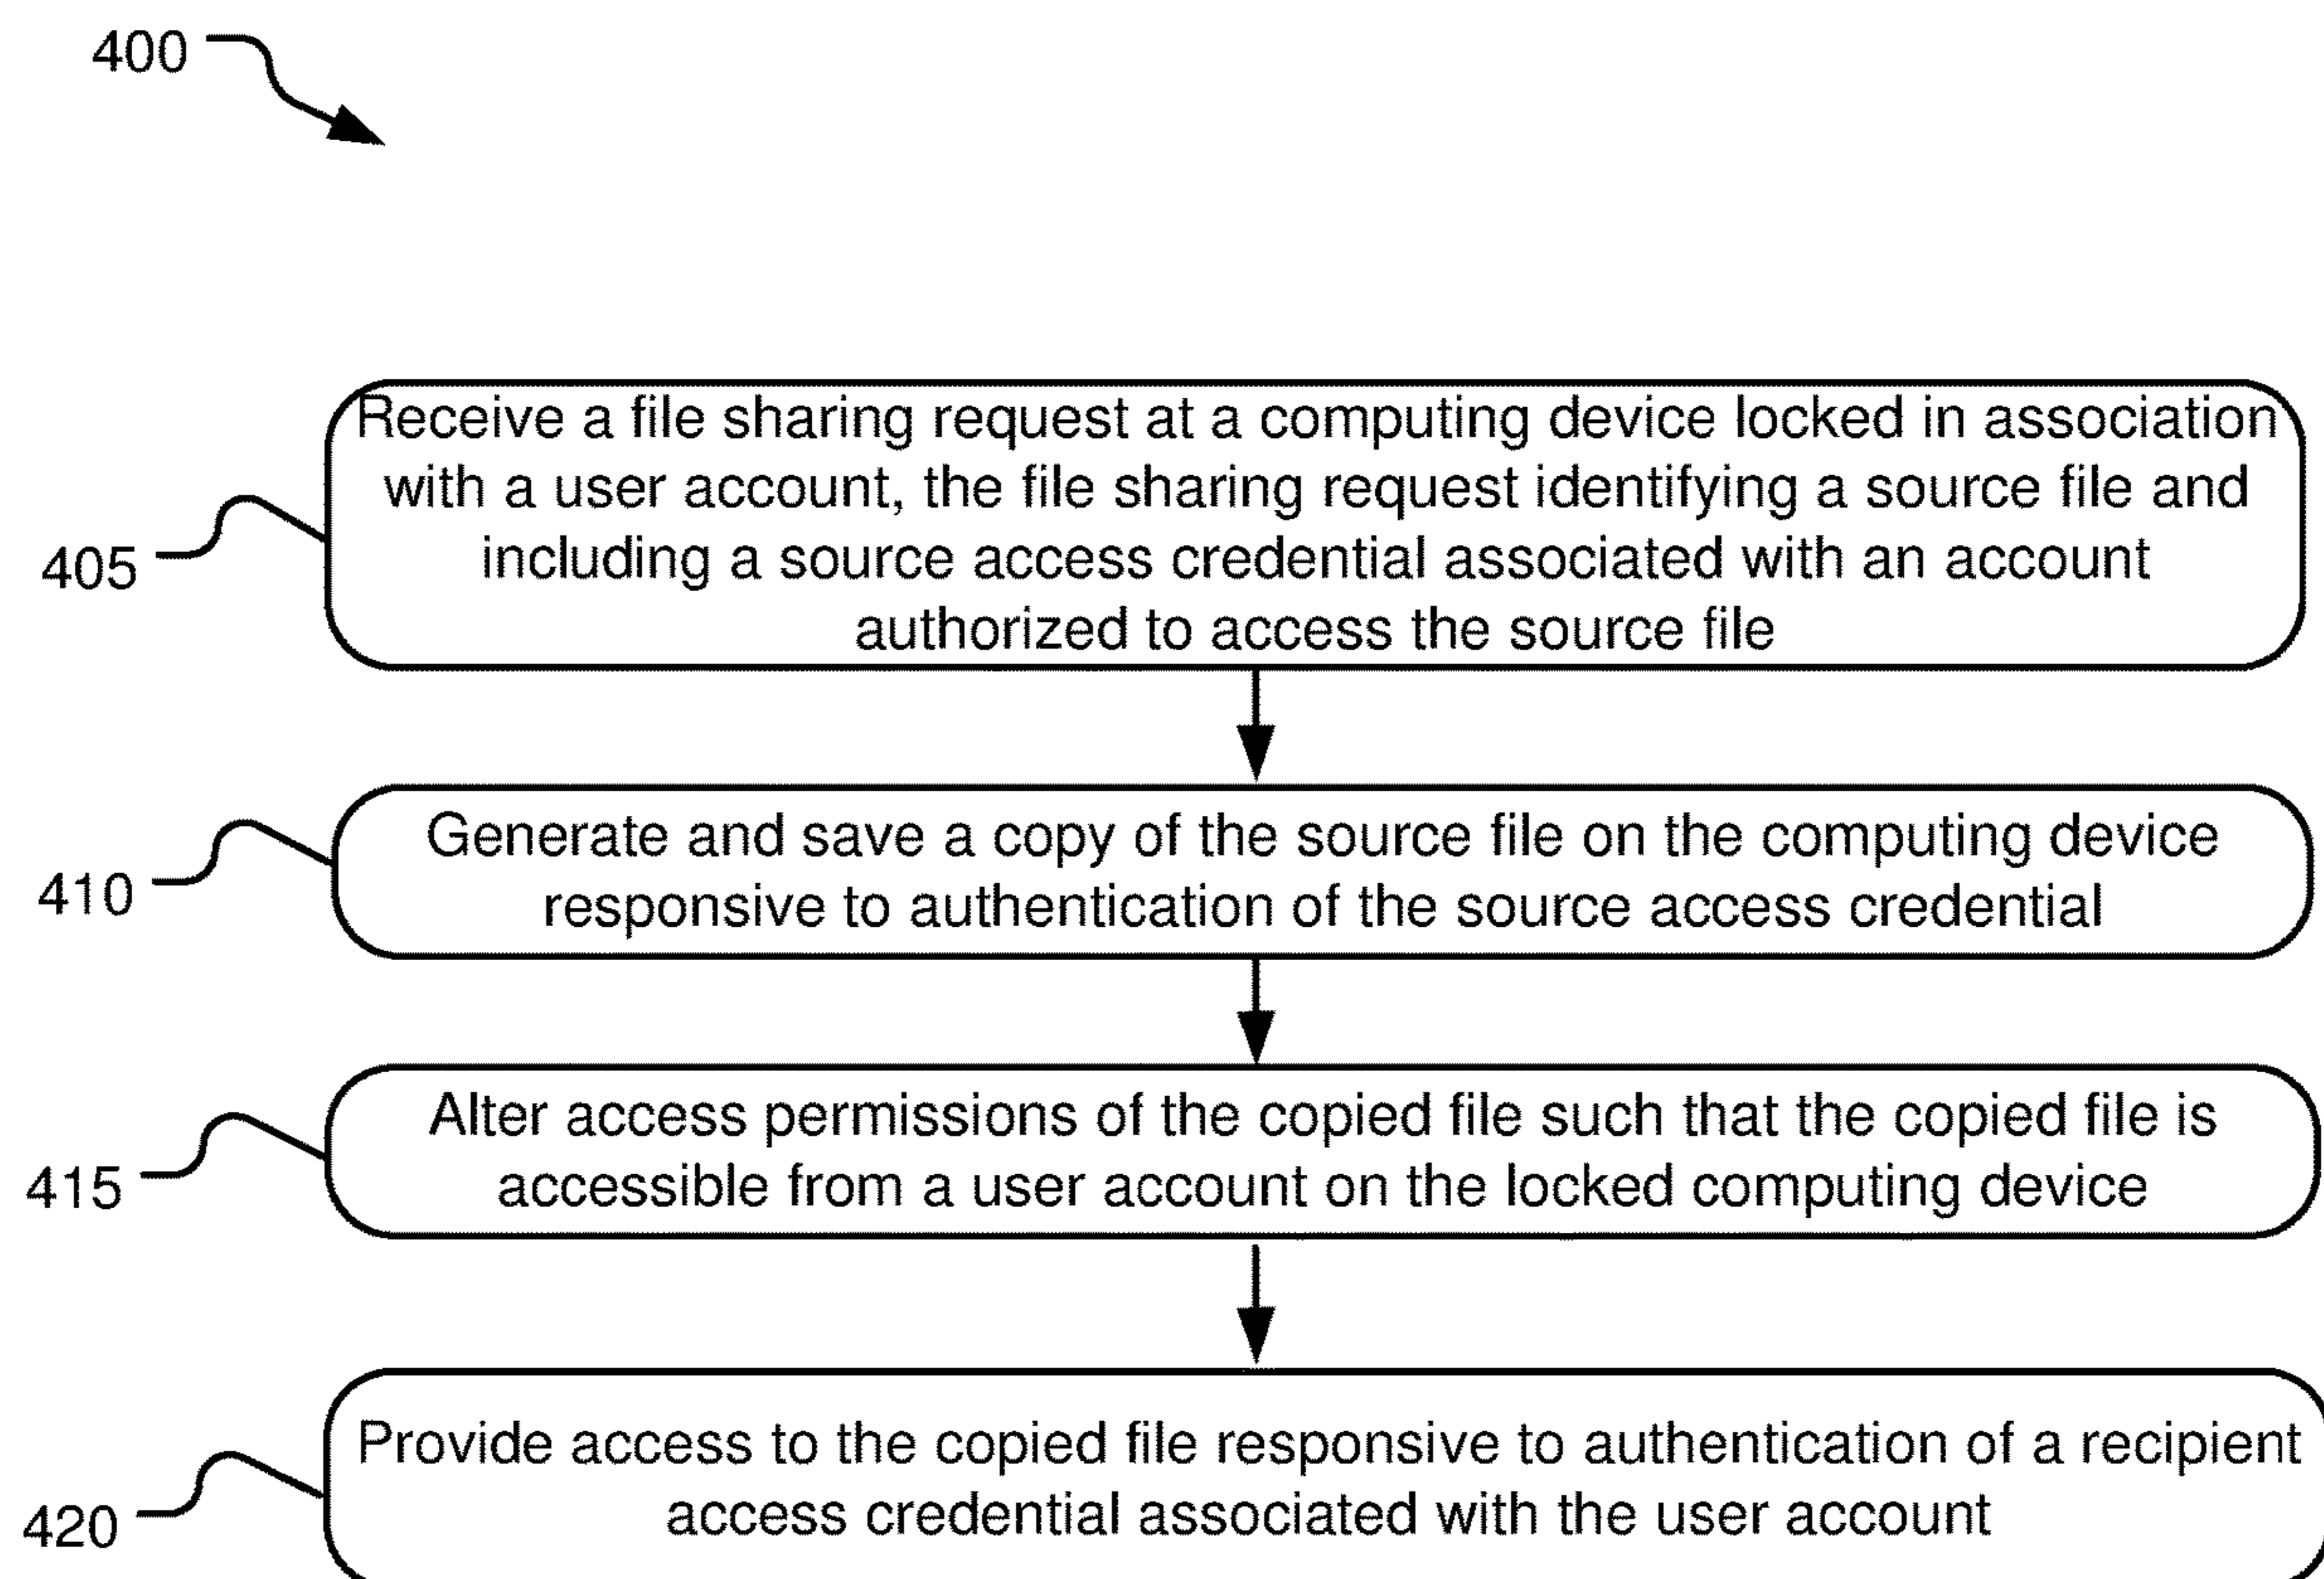 400
Receive a file sharing request at a computing device locked in association
with a user account, the file sharing request identifying a source file and
including a source access credential associated with an account
authorized to access the source file
405
Generate and save a copy of the source file on the computing device
responsive to authentication of the source access credential
410
Alter access permissions of the copied file such that the copied file is
accessible from a user account on the locked computing device
415
Provide access to the copied file responsive to authentication of a recipient
access credential associated with the user account
420